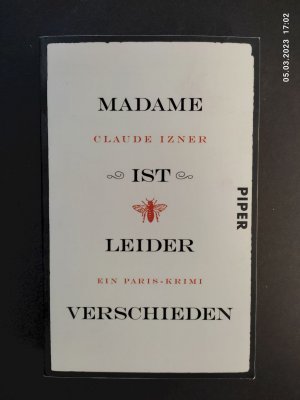 MADAME
CLAUDE IZNER
IST
LEIDER
EIN PARIS-KRIMI
VERSCHIEDEN
PIPER
05.03.2023 17:02